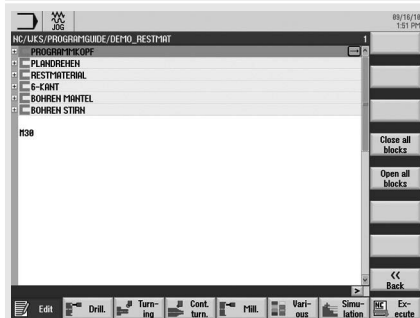 JOG
09/16/10
1:51 PM
NC/WKS/PROGRAMGUIDE/DEMO_RESTMAT 1
PROGRAMMKOPF
PLANDREHEN
RESTMATERIAL
6-KANT
BOHREN MANTEL
BOHREN STIRN
M30
Close all
blocks
Open all
blocks
<<
Back
Edit
Drill.
Turn-
ing
Cont.
turn.
Mill.
Vari-
ous
Simu-
lation
NC
Ex-
ecute